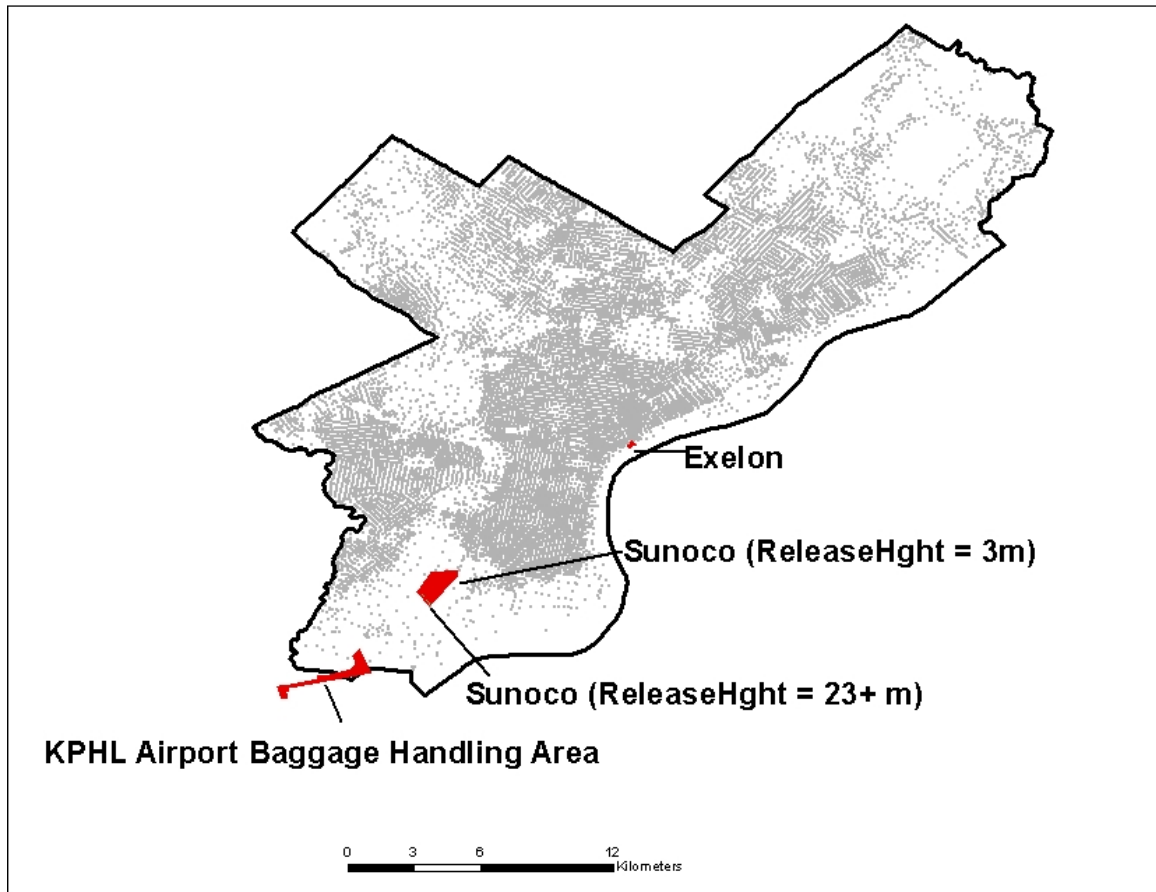 Exelon
Sunoco (ReleaseHght = 3m)
Sunoco (ReleaseHght = 23+ m)
KPHL Airport Baggage Handling Area
0 3 6 12
Kilometers